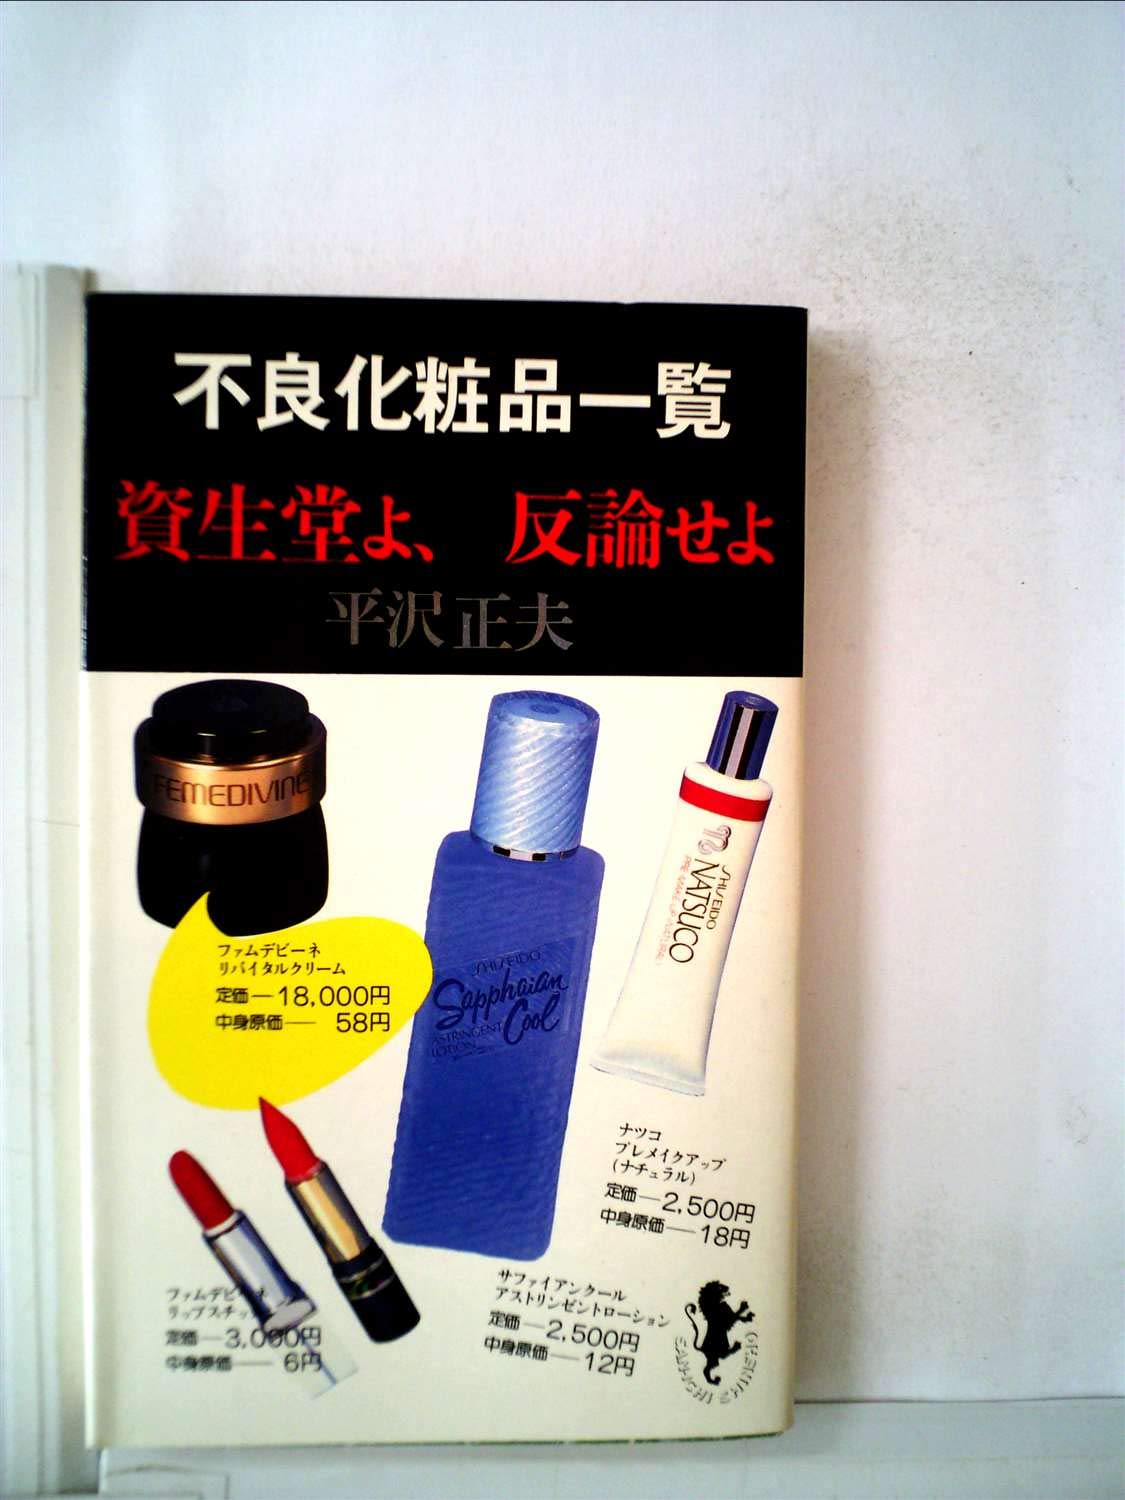 不良化粧品一覧
資生堂よ、反論せよ
平沢正夫
FEMEDIVINE
ファムデビーネ
リバイタルクリーム
定価―18,000円
中身原価― 58円
SHISEIDO
Sapphaian
Cool
ASTRINGENT
LOTION
SHISEIDO
NATSUCO
ナツコ
プレメイクアップ
(ナチュラル)
定価―2,500円
中身原価―18円
サファイアンクール
アストリンゼントローション
定価―2,500円
中身原価―12円
ファムデビーネ
リップスチック
定価―3,000円
中身原価― 6円
SAN-ICHI SHINSHO